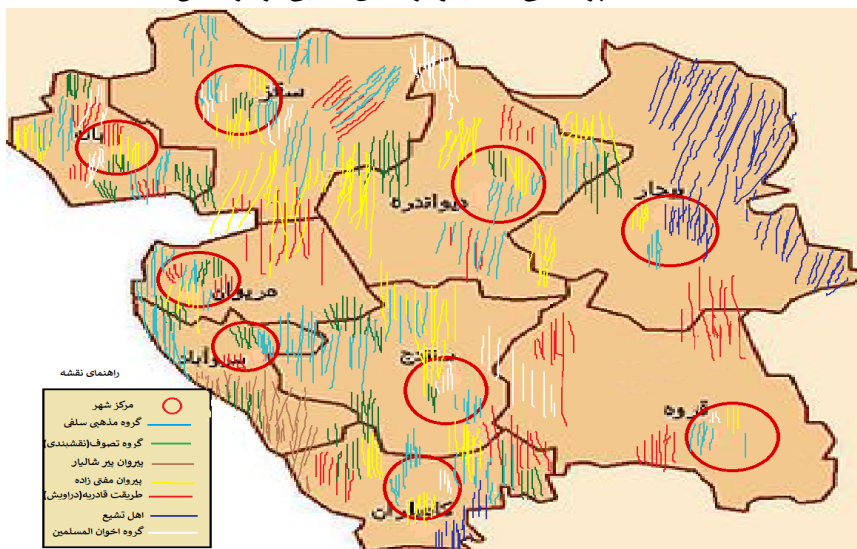 سقز
بانه
دیواندره
بیجار
مریوان
سروآباد
سنندج
قروه
کامیاران
راهنمای نقشه
مرکز شهر
گروه مذهبی سلفی
گروه تصوف(نقشبندی)
پیروان پیر شالیار
پیروان مفتی زاده
طریقت قادریه(دراویش)
اهل تشیع
گروه اخوان المسلمین